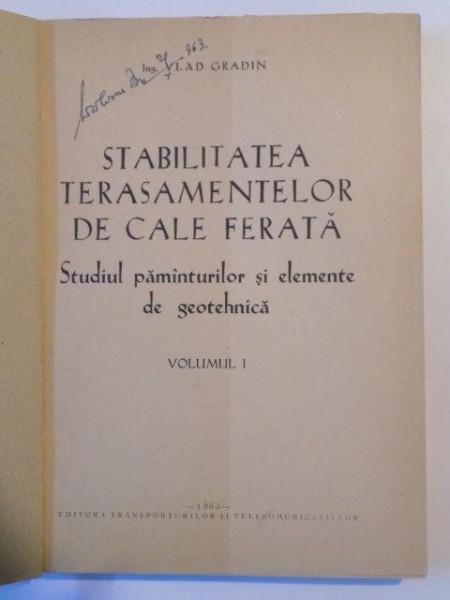 963.
Ing. VLAD GRADIN
STABILITATEA
TERASAMENTELOR
DE CALE FERATĂ
Studiul pămînturilor și elemente
de geotehnică
VOLUMUL I
—1963—
EDITURA TRANSPORTURILOR ȘI TELECOMUNICAȚIILOR